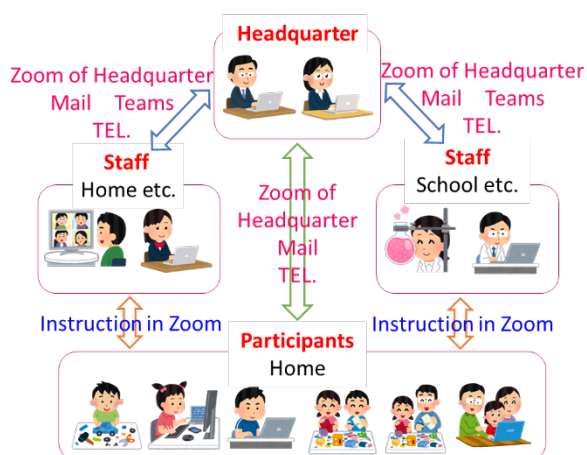 Headquarter
Zoom of Headquarter
Mail Teams
TEL.
Zoom of Headquarter
Mail Teams
TEL.
Staff
Home etc.
Zoom of
Headquarter
Mail
TEL.
Staff
School etc.
Instruction in Zoom
Instruction in Zoom
Participants
Home